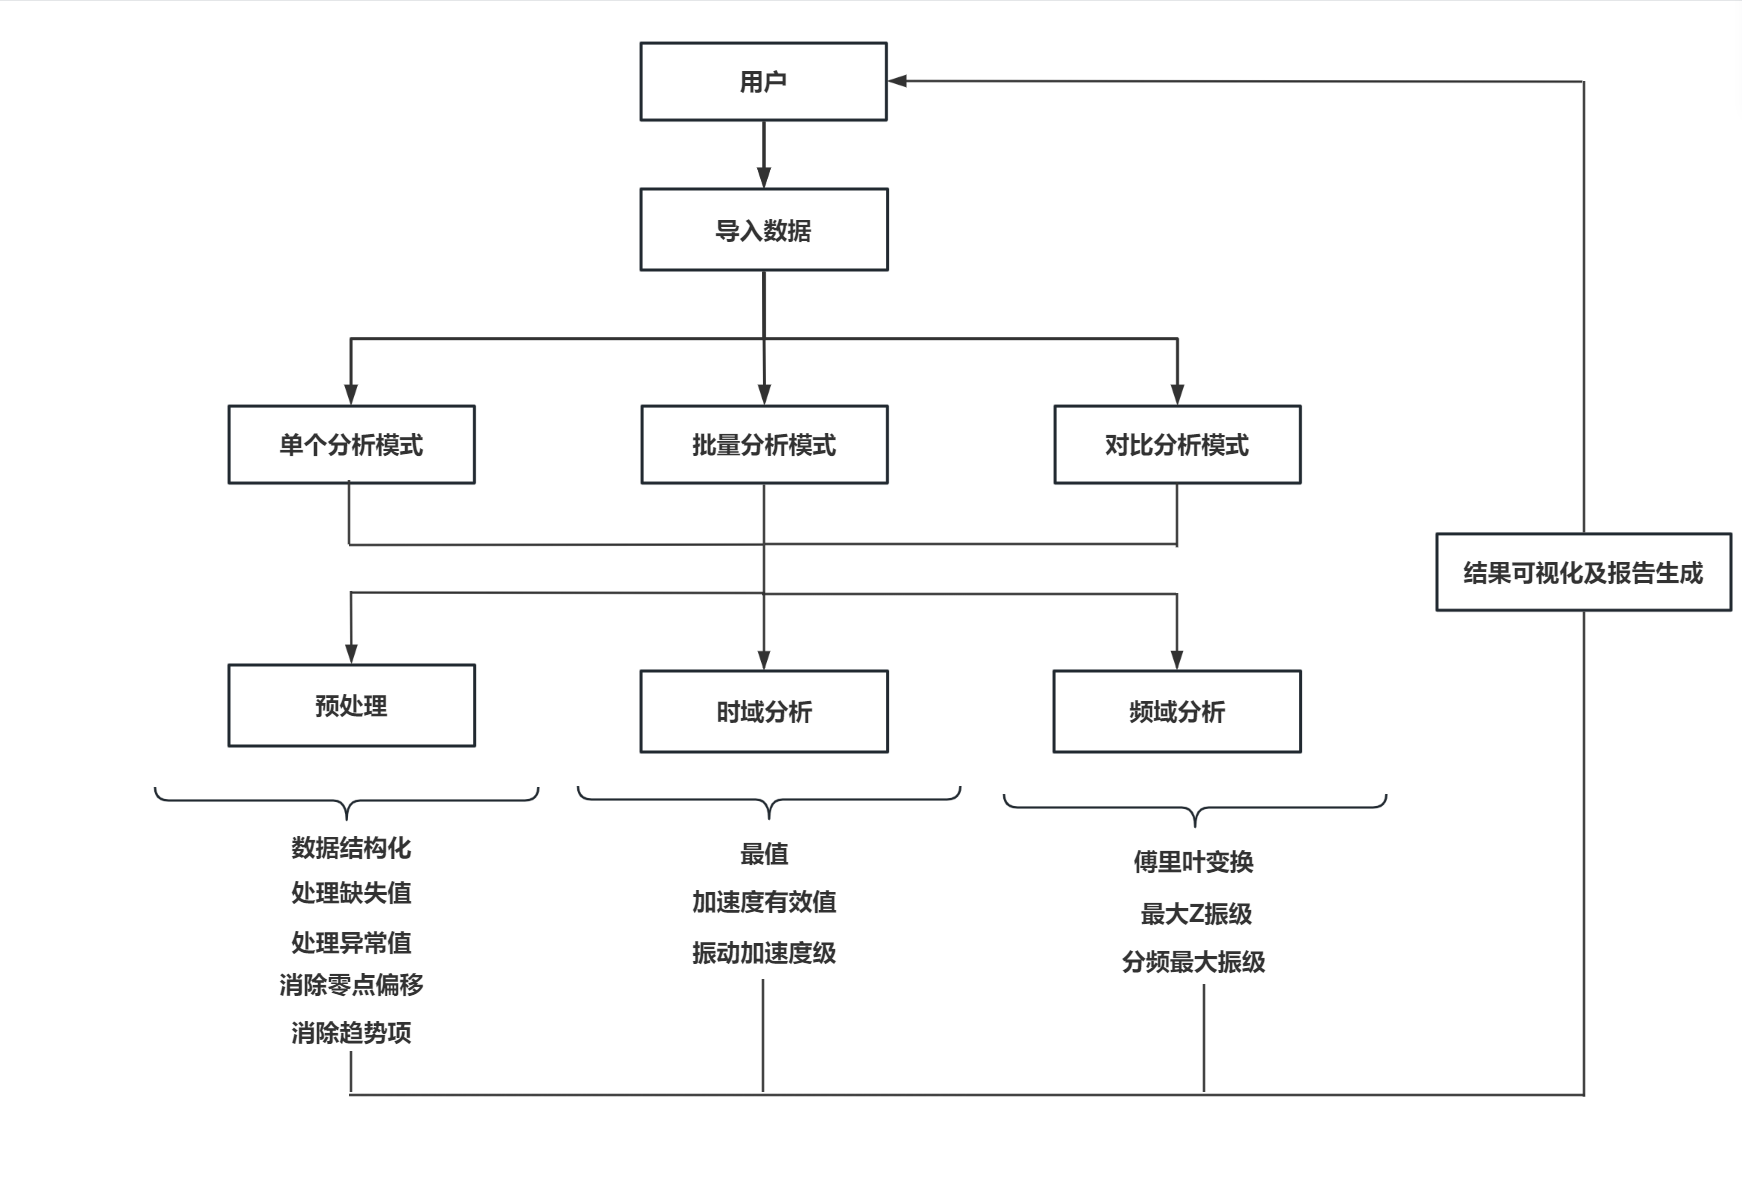 用户
导入数据
单个分析模式
批量分析模式
对比分析模式
结果可视化及报告生成
预处理
时域分析
频域分析
数据结构化
处理缺失值
处理异常值
消除零点偏移
消除趋势项
最值
加速度有效值
振动加速度级
傅里叶变换
最大Z振级
分频最大振级